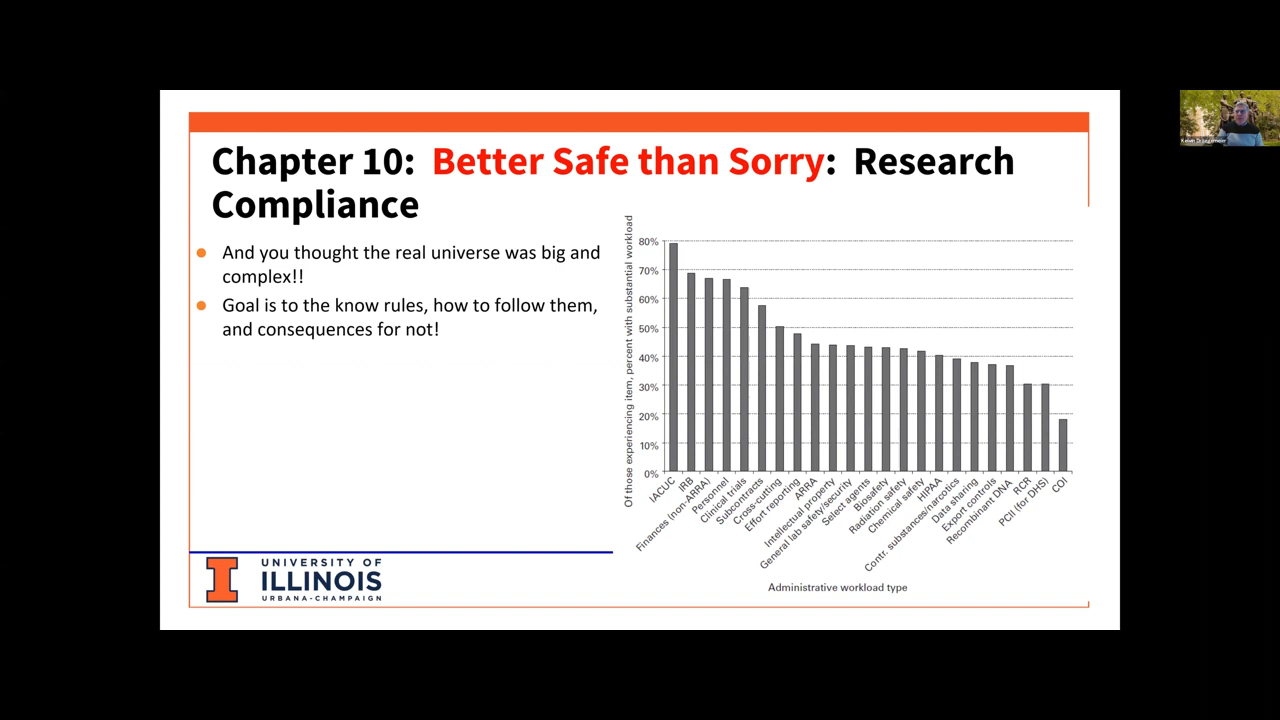 Chapter 10: Better Safe than Sorry: Research
Compliance
And you thought the real universe was big and
complex!!
Goal is to the know rules, how to follow them,
and consequences for not!
Of those experiencing item, percent with substantial workload
80%
70%
60%
50%
40%
30%
20%
10%
0%
IACUC
IRB
Finances (non-ARRA)
Personnel
Clinical trials
Subcontracts
Cross-cutting
Effort reporting
ARRA
Intellectual property
General lab safety/security
Select agents
Biosafety
Radiation safety
Chemical safety
HIPAA
Contr. substances/narcotics
Data sharing
Export controls
Recombinant DNA
RCR
PCII (for DHS)
COI
Administrative workload type
UNIVERSITY OF
ILLINOIS
URBANA-CHAMPAIGN
Kelvin Droegemeier